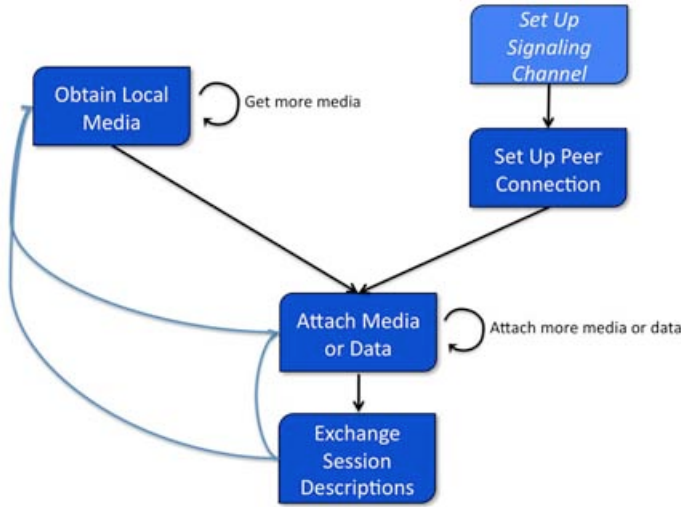 Set Up
Signaling
Channel
Obtain Local
Media
Get more media
Set Up Peer
Connection
Attach Media
or Data
Attach more media or data
Exchange
Session
Descriptions